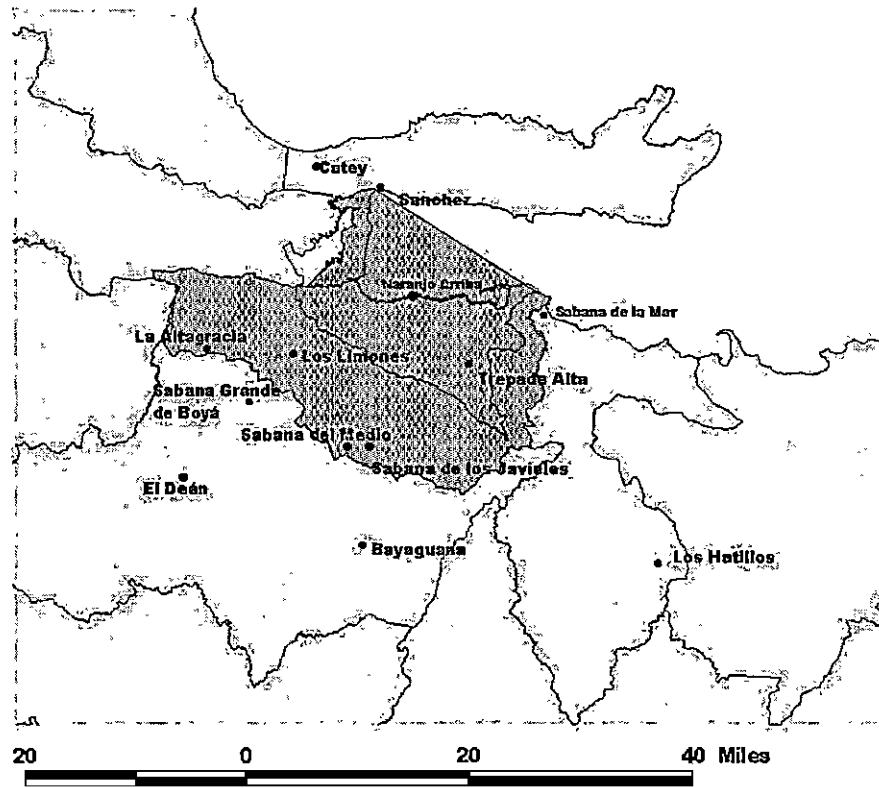 Cutey
Sanchez
Naranjo Arriba
Sabana de la Mar
La Altagracia
Los Limones
Trepada Alta
Sabana Grande
de Boyá
Sabana del Medio
Sabana de los Javieles
El Deán
Bayaguana
Los Hatillos
20 0 20 40 Miles